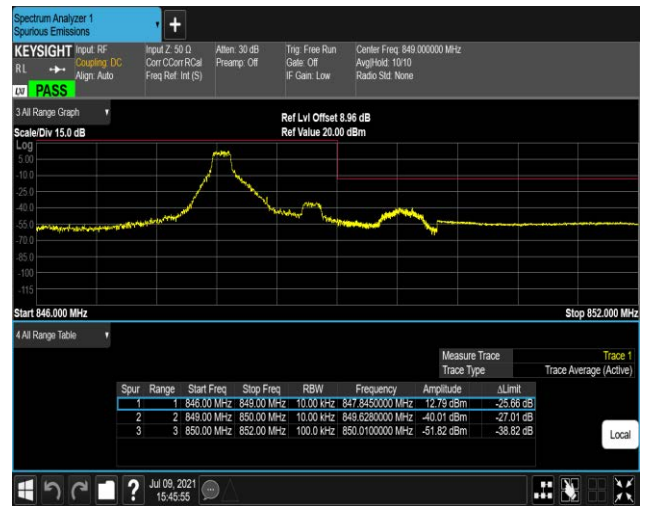 Spectrum Analyzer 1
Spurious Emissions
+
KEYSIGHT Input: RF Input Z: 50 Ω Atten: 30 dB Trig: Free Run Center Freq: 849.000000 MHz
RL Coupling: DC Corr CCorr RCal Preamp: Off Gate: Off Avg|Hold: 10/10
Align: Auto Freq Ref: Int (S) IF Gain: Low Radio Std: None
LXI PASS
3 All Range Graph
Ref Lvl Offset 8.96 dB
Scale/Div 15.0 dB Ref Value 20.00 dBm
Log
5.00
-10.0
-25.0
-40.0
-55.0
-70.0
-85.0
-100
-115
Start 846.000 MHz Stop 852.000 MHz
4 All Range Table
Measure Trace Trace 1
Trace Type Trace Average (Active)
Spur Range Start Freq Stop Freq RBW Frequency Amplitude ΔLimit
1 1 846.00 MHz 849.00 MHz 10.00 kHz 847.8450000 MHz 12.79 dBm -25.66 dB
2 2 849.00 MHz 850.00 MHz 10.00 kHz 849.6280000 MHz -40.01 dBm -27.01 dB
3 3 850.00 MHz 852.00 MHz 100.0 kHz 850.0100000 MHz -51.82 dBm -38.82 dB
Local
? Jul 09, 2021
15:45:55